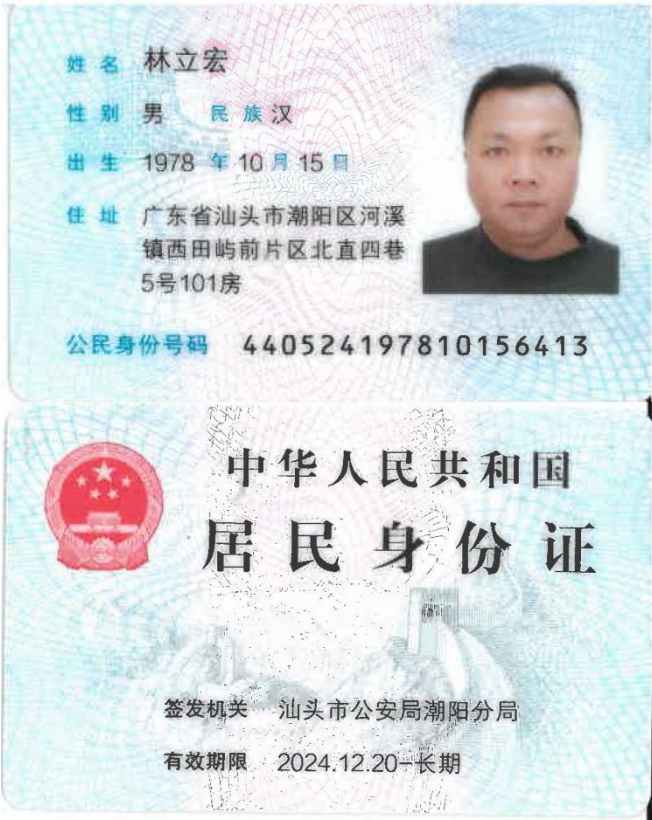 姓名 林立宏
性别 男 民族 汉
出生 1978 年 10 月 15 日
住址 广东省汕头市潮阳区河溪
镇西田屿前片区北直四巷
5号101房
公民身份号码 440524197810156413
中华人民共和国
居民身份证
签发机关 汕头市公安局潮阳分局
有效期限 2024.12.20-长期